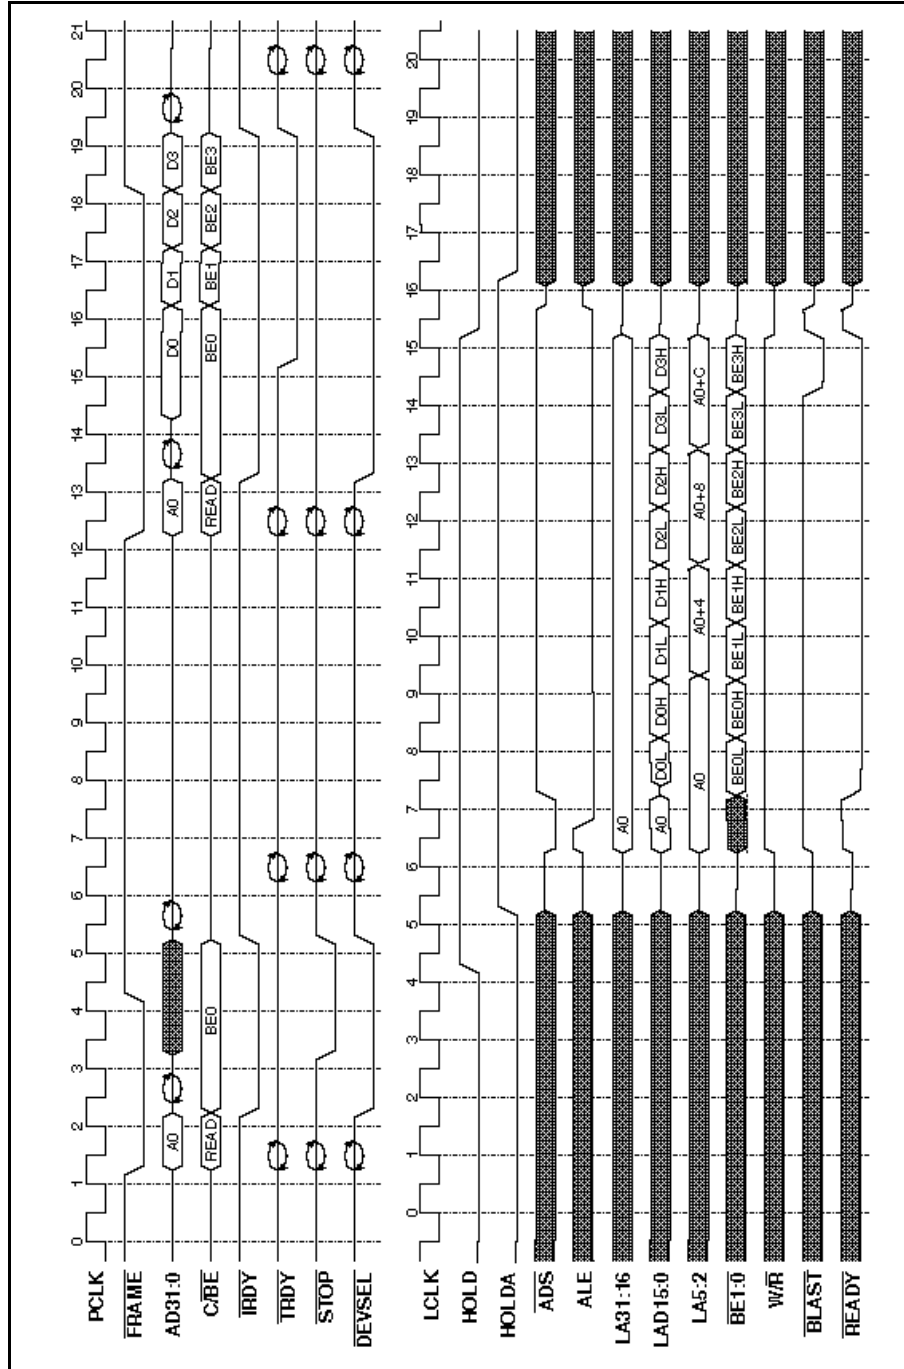 PCLK 0 1 2 3 4 5 6 7 8 9 10 11 12 13 14 15 16 17 18 19 20 21
FRAME
AD31:0 A0 A0 D0 D1 D2 D3
C/BE READ BE0 READ BE0 BE1 BE2 BE3
IRDY
TRDY
STOP
DEVSEL
LCLK 0 1 2 3 4 5 6 7 8 9 10 11 12 13 14 15 16 17 18 19 20
HOLD
HOLDA
ADS
ALE
LA31:16 A0
LAD15:0 A0 D0L D0H D1L D1H D2L D2H D3L D3H
LA5:2 A0 A0+4 A0+8 A0+C
BE1:0 BE0L BE0H BE1L BE1H BE2L BE2H BE3L BE3H
W/R
BLAST
READY